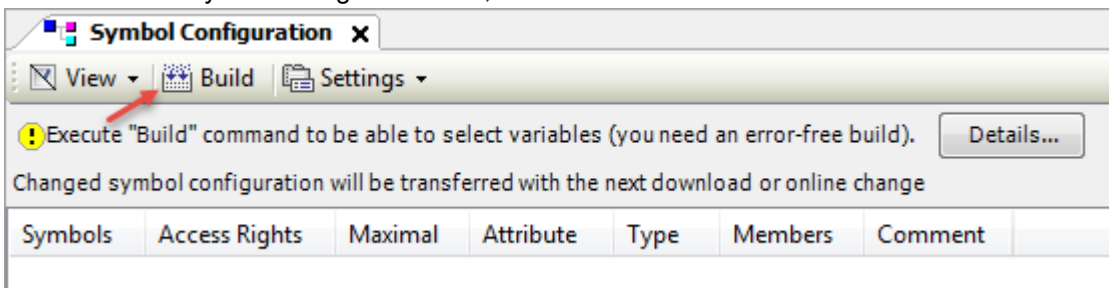 Symbol Configuration
View Build Settings
Execute "Build" command to be able to select variables (you need an error-free build). Details...
Changed symbol configuration will be transferred with the next download or online change
Symbols Access Rights Maximal Attribute Type Members Comment